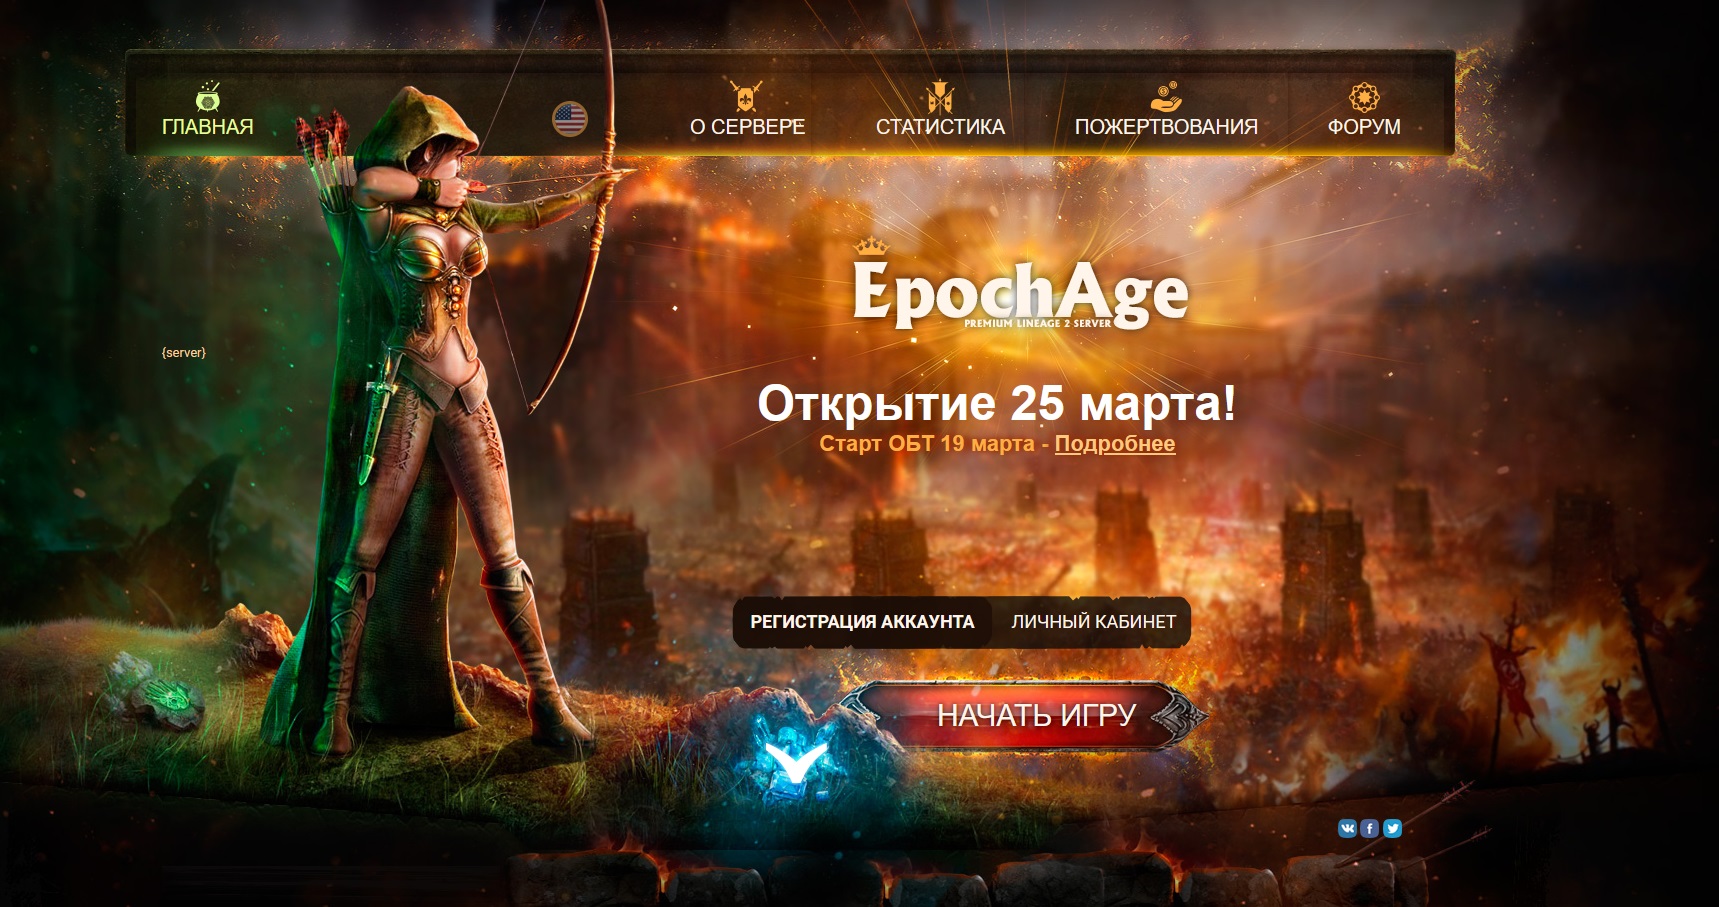 ГЛАВНАЯ
О СЕРВЕРЕ
СТАТИСТИКА
ПОЖЕРТВОВАНИЯ
ФОРУМ
EpochAge
PREMIUM LINEAGE 2 SERVER
{server}
Открытие 25 марта!
Старт ОБТ 19 марта - Подробнее
РЕГИСТРАЦИЯ АККАУНТА
ЛИЧНЫЙ КАБИНЕТ
НАЧАТЬ ИГРУ